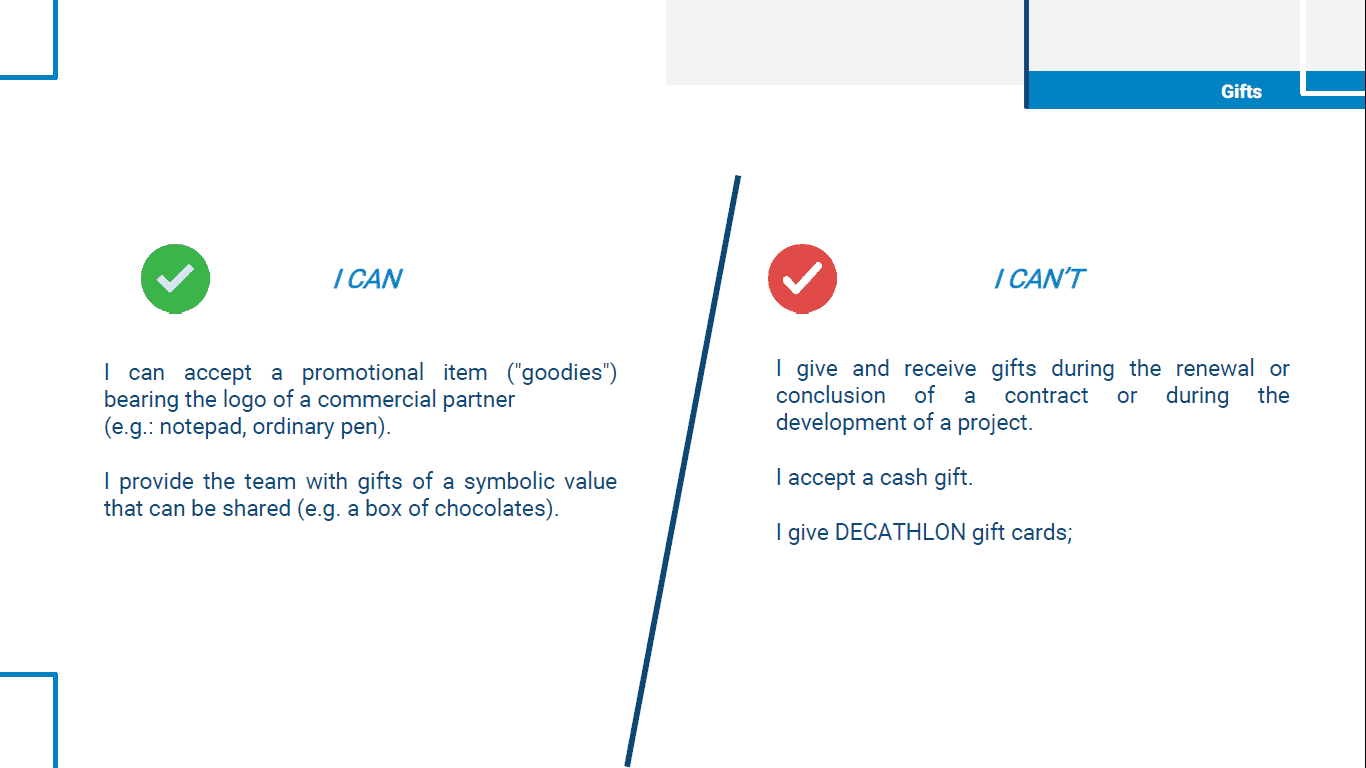 Gifts
I CAN
I can accept a promotional item ("goodies")
bearing the logo of a commercial partner
(e.g.: notepad, ordinary pen).
I provide the team with gifts of a symbolic value
that can be shared (e.g. a box of chocolates).
I CAN'T
I give and receive gifts during the renewal or
conclusion of a contract or during the
development of a project.
I accept a cash gift.
I give DECATHLON gift cards;